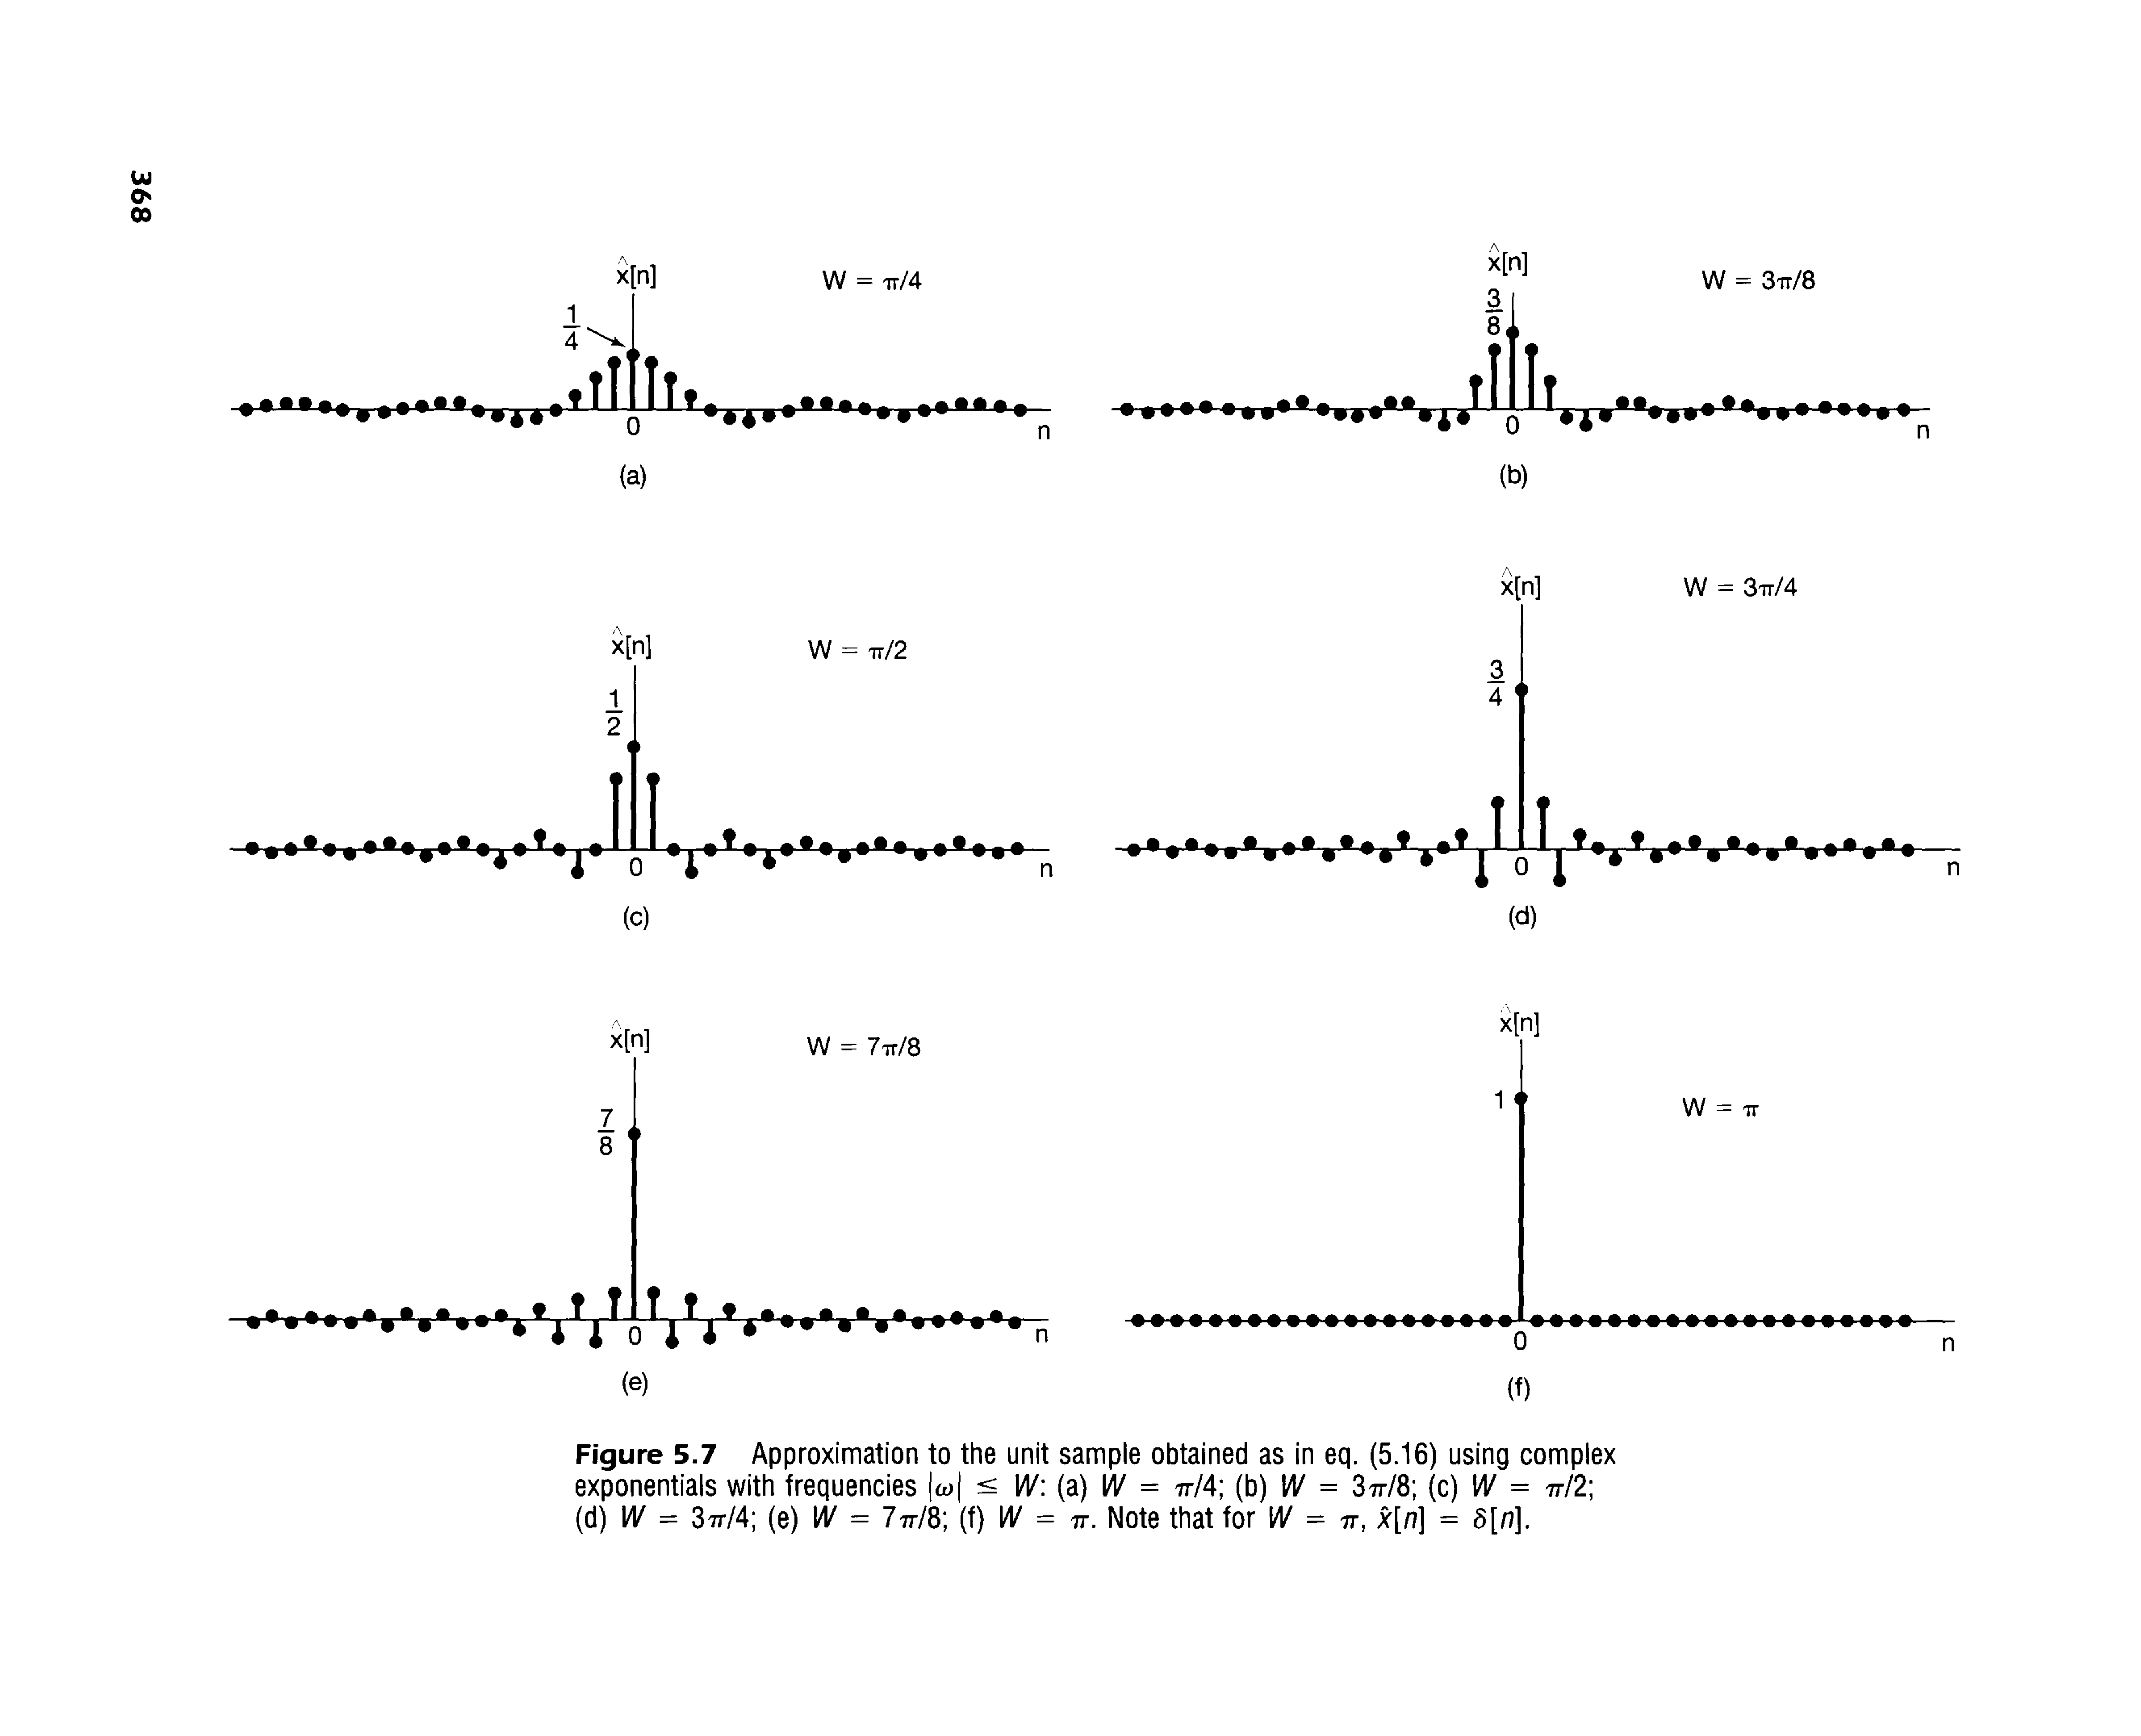 368
x̂[n]
W = π/4
1/4
0
n
(a)
x̂[n]
W = 3π/8
3/8
0
n
(b)
x̂[n]
W = π/2
1/2
0
n
(c)
x̂[n]
W = 3π/4
3/4
0
n
(d)
x̂[n]
W = 7π/8
7/8
0
n
(e)
x̂[n]
W = π
1
0
n
(f)
Figure 5.7 Approximation to the unit sample obtained as in eq. (5.16) using complex
exponentials with frequencies |ω| ≤ W: (a) W = π/4; (b) W = 3π/8; (c) W = π/2;
(d) W = 3π/4; (e) W = 7π/8; (f) W = π. Note that for W = π, x̂[n] = δ[n].